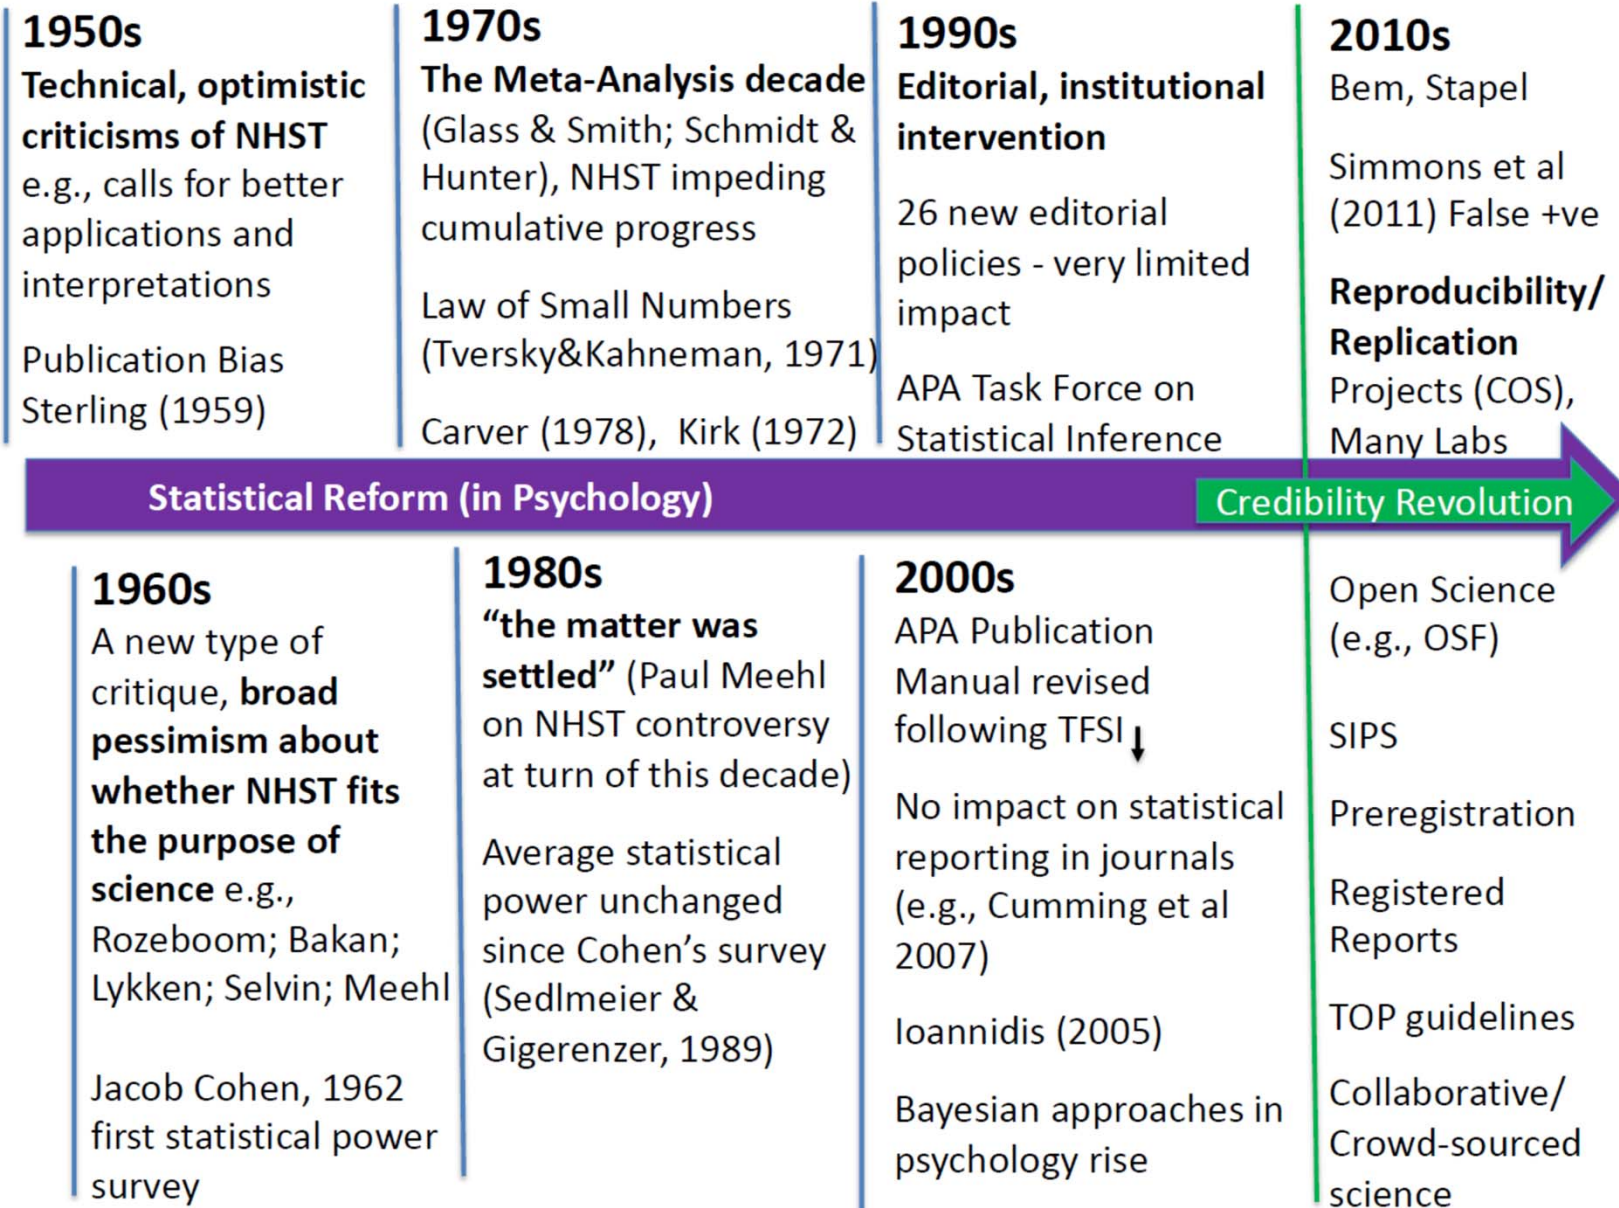 1950s
Technical, optimistic
criticisms of NHST
e.g., calls for better
applications and
interpretations
Publication Bias
Sterling (1959)
1970s
The Meta-Analysis decade
(Glass & Smith; Schmidt &
Hunter), NHST impeding
cumulative progress
Law of Small Numbers
(Tversky&Kahneman, 1971)
Carver (1978), Kirk (1972)
1990s
Editorial, institutional
intervention
26 new editorial
policies - very limited
impact
APA Task Force on
Statistical Inference
2010s
Bem, Stapel
Simmons et al
(2011) False +ve
Reproducibility/
Replication
Projects (COS),
Many Labs
Statistical Reform (in Psychology)
Credibility Revolution
1960s
A new type of
critique, broad
pessimism about
whether NHST fits
the purpose of
science e.g.,
Rozeboom; Bakan;
Lykken; Selvin; Meehl
Jacob Cohen, 1962
first statistical power
survey
1980s
“the matter was
settled” (Paul Meehl
on NHST controversy
at turn of this decade)
Average statistical
power unchanged
since Cohen’s survey
(Sedlmeier &
Gigerenzer, 1989)
2000s
APA Publication
Manual revised
following TFSI
No impact on statistical
reporting in journals
(e.g., Cumming et al
2007)
Ioannidis (2005)
Bayesian approaches in
psychology rise
Open Science
(e.g., OSF)
SIPS
Preregistration
Registered
Reports
TOP guidelines
Collaborative/
Crowd-sourced
science